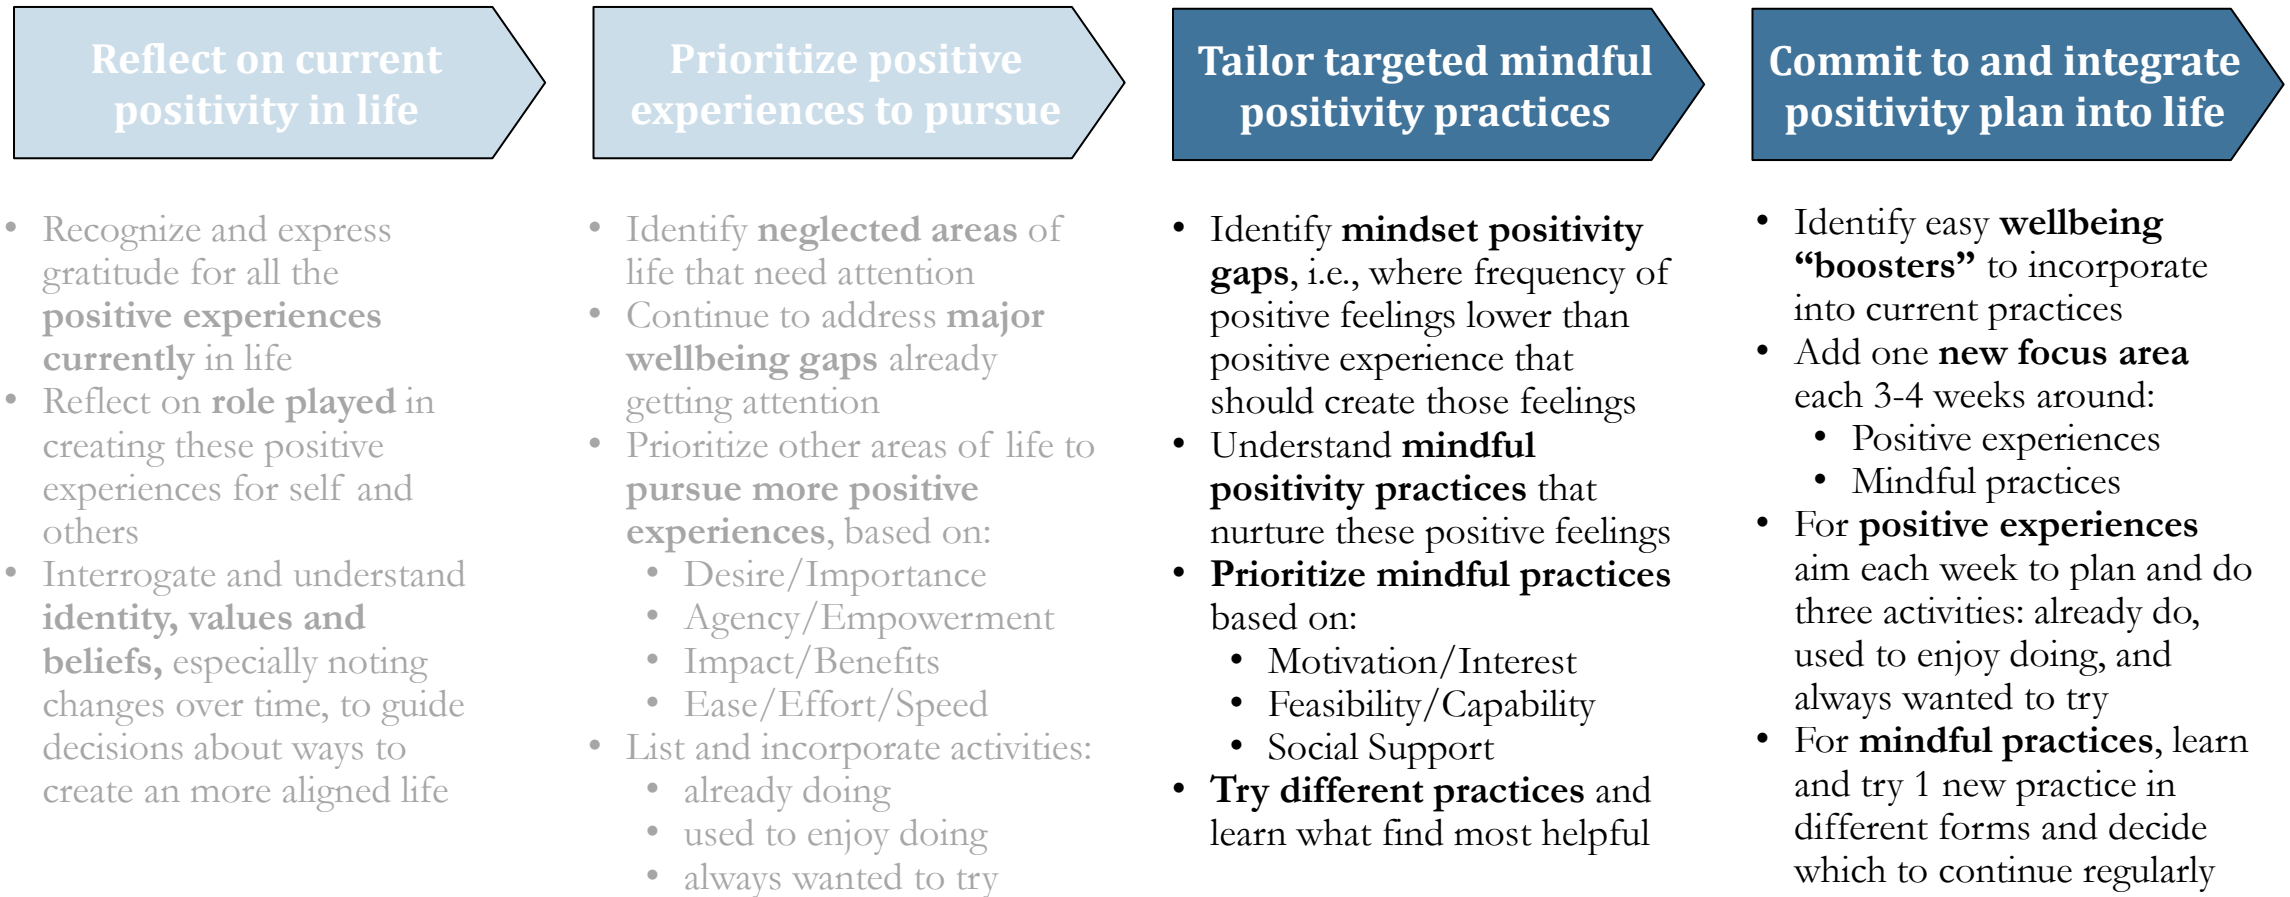 Reflect on current
positivity in life
• Recognize and express
gratitude for all the
positive experiences
currently in life
• Reflect on role played in
creating these positive
experiences for self and
others
• Interrogate and understand
identity, values and
beliefs, especially noting
changes over time, to guide
decisions about ways to
create an more aligned life
Prioritize positive
experiences to pursue
• Identify neglected areas of
life that need attention
• Continue to address major
wellbeing gaps already
getting attention
• Prioritize other areas of life to
pursue more positive
experiences, based on:
• Desire/Importance
• Agency/Empowerment
• Impact/Benefits
• Ease/Effort/Speed
• List and incorporate activities:
• already doing
• used to enjoy doing
• always wanted to try
Tailor targeted mindful
positivity practices
• Identify mindset positivity
gaps, i.e., where frequency of
positive feelings lower than
positive experience that
should create those feelings
• Understand mindful
positivity practices that
nurture these positive feelings
• Prioritize mindful practices
based on:
• Motivation/Interest
• Feasibility/Capability
• Social Support
• Try different practices and
learn what find most helpful
Commit to and integrate
positivity plan into life
• Identify easy wellbeing
“boosters” to incorporate
into current practices
• Add one new focus area
each 3-4 weeks around:
• Positive experiences
• Mindful practices
• For positive experiences
aim each week to plan and do
three activities: already do,
used to enjoy doing, and
always wanted to try
• For mindful practices, learn
and try 1 new practice in
different forms and decide
which to continue regularly